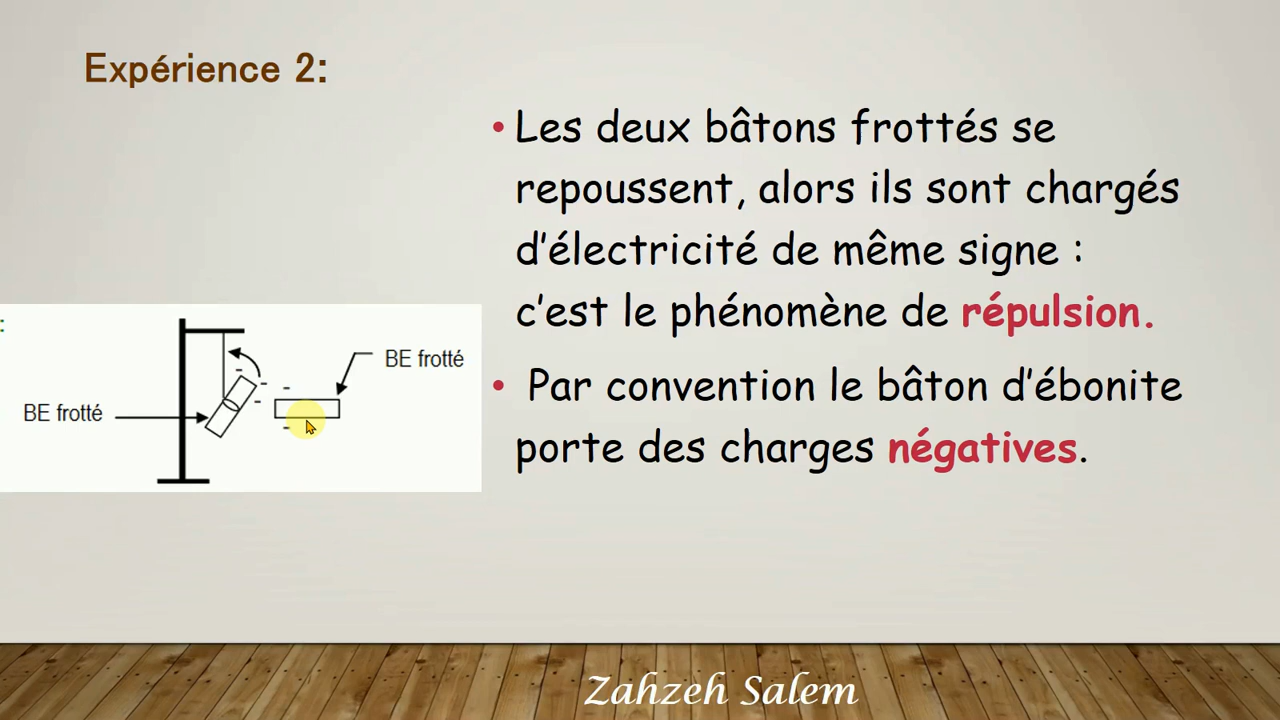 Expérience 2:
• Les deux bâtons frottés se
repoussent, alors ils sont chargés
d'électricité de même signe :
c'est le phénomène de répulsion.
• Par convention le bâton d'ébonite
porte des charges négatives.
:
BE frotté
BE frotté
Zahzeh Salem